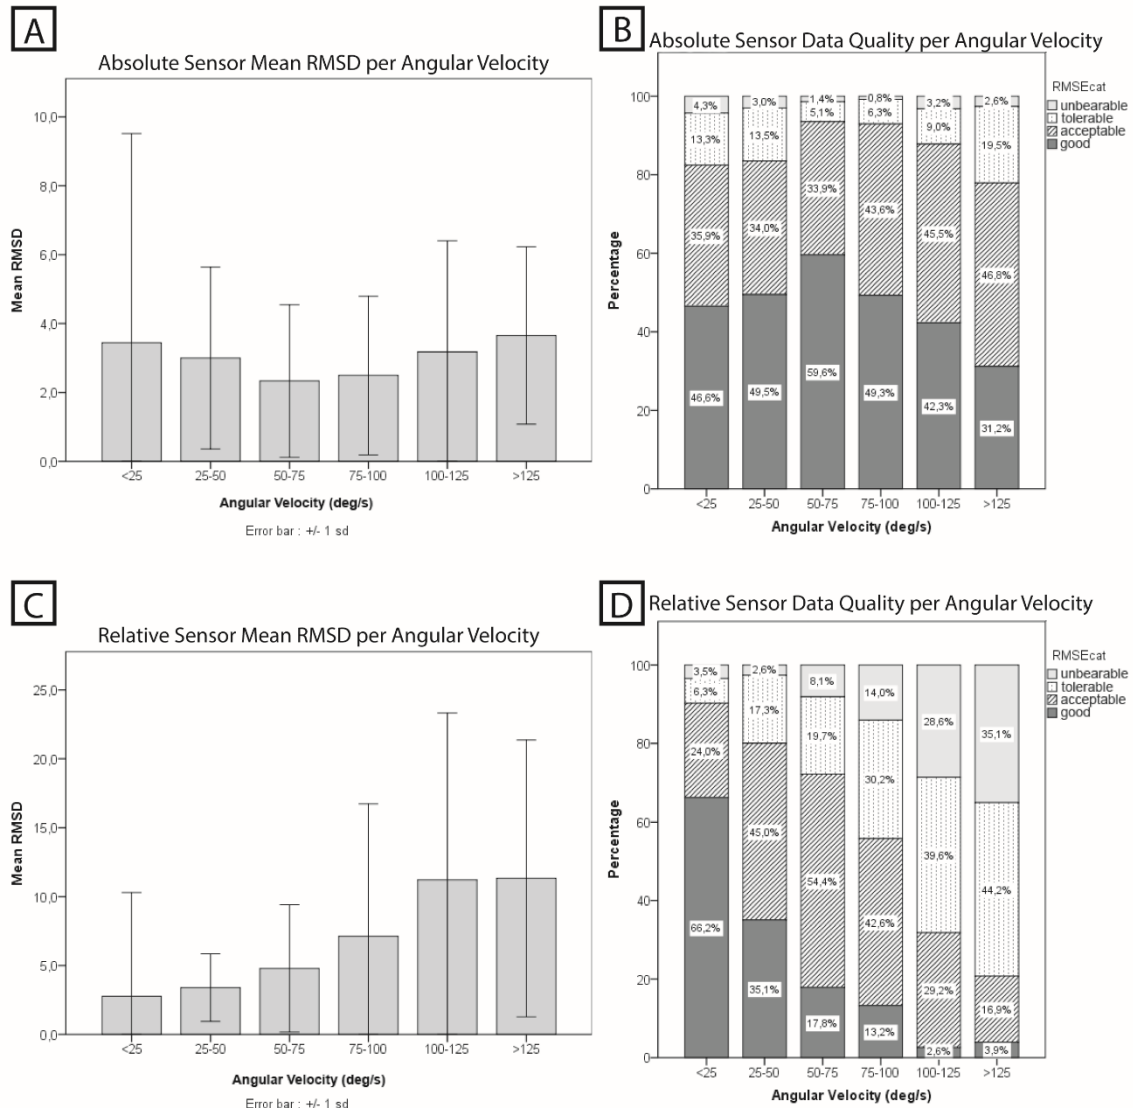 A
Absolute Sensor Mean RMSD per Angular Velocity
10,0
8,0
6,0
4,0
2,0
0,0
Mean RMSD
<25 25-50 50-75 75-100 100-125 >125
Angular Velocity (deg/s)
Error bar : +/- 1 sd
B
Absolute Sensor Data Quality per Angular Velocity
RMSEcat
unbearable
tolerable
acceptable
good
100
80
60
40
20
0
Percentage
4,3% 3,0% 1,4% 0,8% 3,2% 2,6%
13,3% 13,5% 5,1% 6,3% 9,0% 19,5%
35,9% 34,0% 33,9% 43,6% 45,5% 46,8%
46,6% 49,5% 59,6% 49,3% 42,3% 31,2%
<25 25-50 50-75 75-100 100-125 >125
Angular Velocity (deg/s)
C
Relative Sensor Mean RMSD per Angular Velocity
25,0
20,0
15,0
10,0
5,0
0,0
Mean RMSD
<25 25-50 50-75 75-100 100-125 >125
Angular Velocity (deg/s)
Error bar : +/- 1 sd
D
Relative Sensor Data Quality per Angular Velocity
RMSEcat
unbearable
tolerable
acceptable
good
100
80
60
40
20
0
Percentage
3,5% 2,6% 8,1% 14,0% 28,6% 35,1%
6,3% 17,3% 19,7% 30,2% 39,6% 44,2%
24,0% 45,0% 54,4% 42,6% 29,2% 16,9%
66,2% 35,1% 17,8% 13,2% 2,6% 3,9%
<25 25-50 50-75 75-100 100-125 >125
Angular Velocity (deg/s)